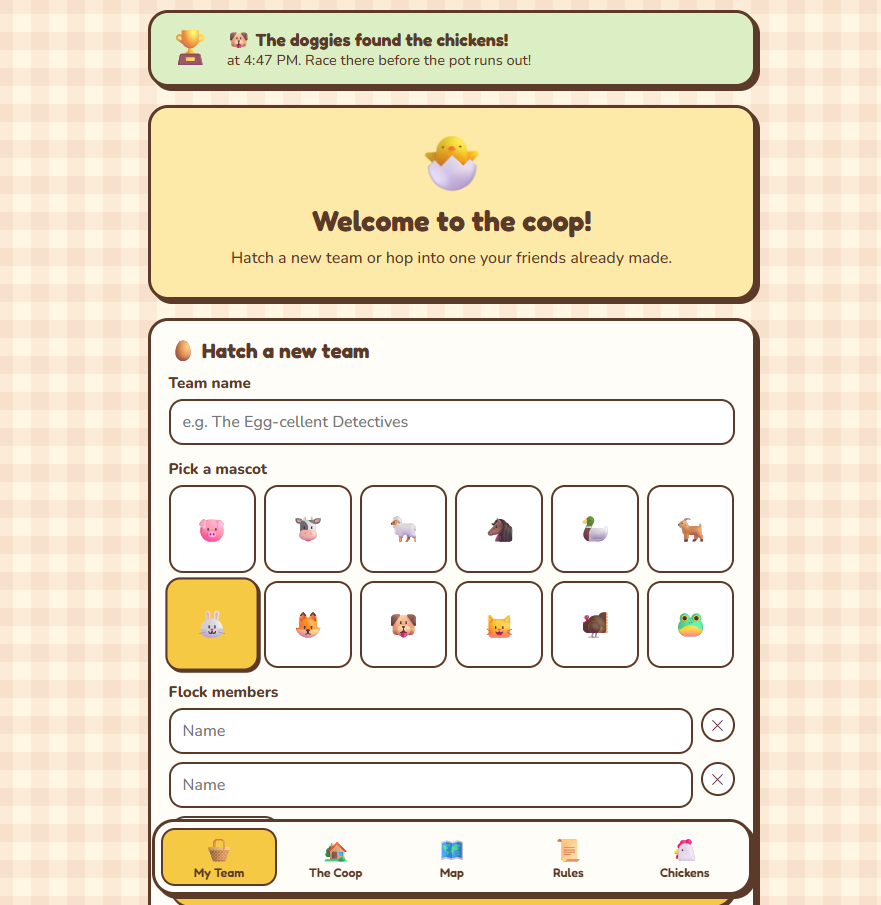 The doggies found the chickens!
at 4:47 PM. Race there before the pot runs out!
Welcome to the coop!
Hatch a new team or hop into one your friends already made.
Hatch a new team
Team name
e.g. The Egg-cellent Detectives
Pick a mascot
Flock members
Name
Name
My Team
The Coop
Map
Rules
Chickens